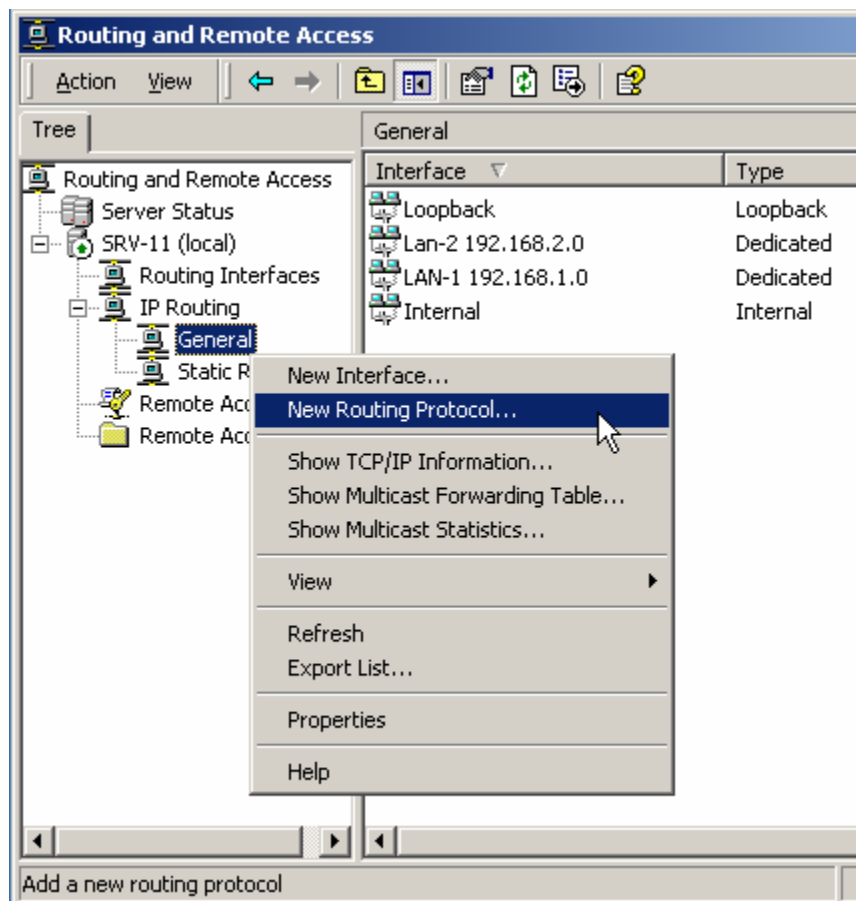 Routing and Remote Access
Action View
Tree
General
Interface Type
Routing and Remote Access
Server Status
SRV-11 (local)
Routing Interfaces
IP Routing
General
Static R
Remote Acc
Remote Acc
Loopback Loopback
Lan-2 192.168.2.0 Dedicated
LAN-1 192.168.1.0 Dedicated
Internal Internal
New Interface...
New Routing Protocol...
Show TCP/IP Information...
Show Multicast Forwarding Table...
Show Multicast Statistics...
View
Refresh
Export List...
Properties
Help
Add a new routing protocol